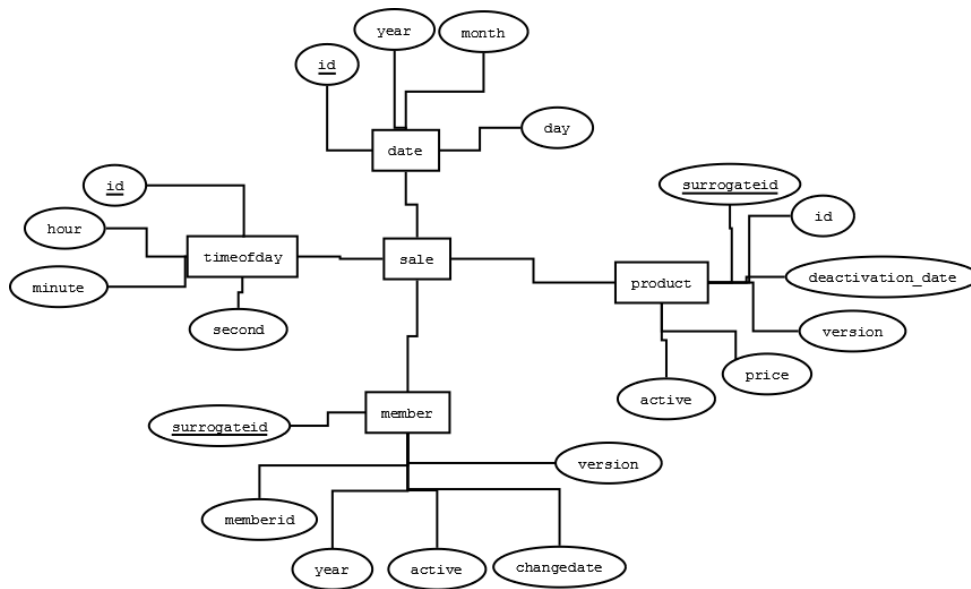 year
month
id
day
date
surrogateid
id
id
hour
timeofday
sale
deactivation_date
product
minute
second
version
price
active
member
surrogateid
version
memberid
year
active
changedate